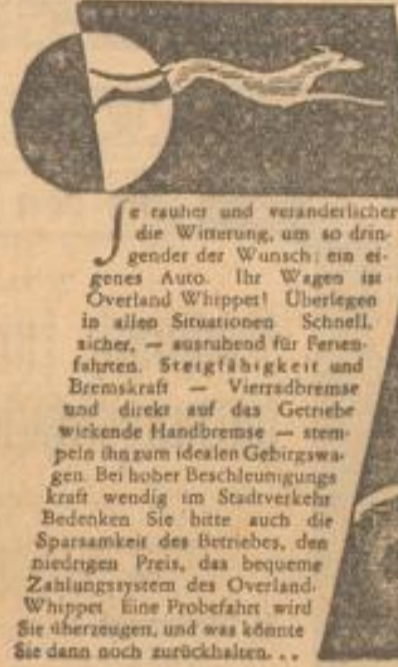 Je rauher und veränderlicher
die Witterung, um so drin-
gender der Wunsch: ein ei-
genes Auto. Ihr Wagen ist
Overland Whippet! Überlegen
in allen Situationen. Schnell,
sicher, — ausruhend für Ferien-
fahrten. Steigfähigkeit und
Bremskraft — Vierradbremse
und direkt auf das Getriebe
wirkende Handbremse — stem-
peln ihn zum idealen Gebirgswa-
gen. Bei hoher Beschleunigungs
kraft wendig im Stadtverkehr
Bedenken Sie bitte auch die
Sparsamkeit des Betriebes, den
niedrigen Preis, das bequeme
Zahlungssystem des Overland-
Whippet. Eine Probefahrt wird
Sie überzeugen, und was könnte
Sie dann noch zurückhalten...